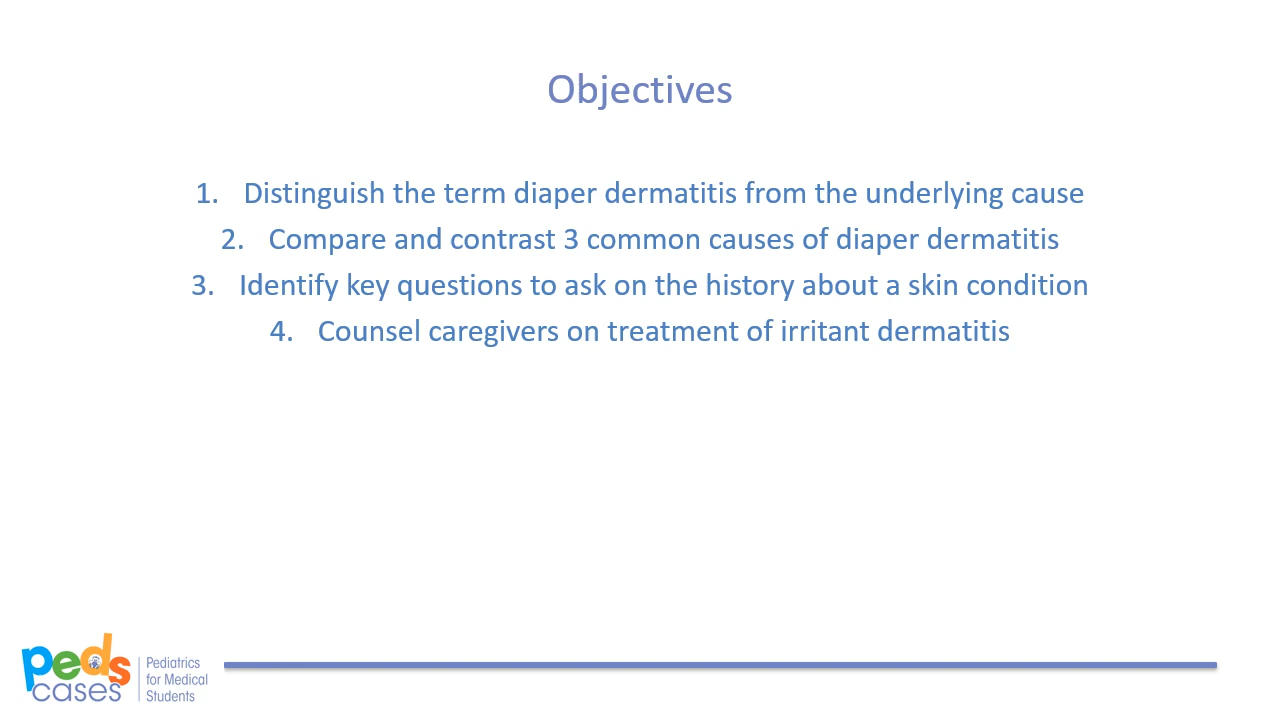 Objectives
1. Distinguish the term diaper dermatitis from the underlying cause
2. Compare and contrast 3 common causes of diaper dermatitis
3. Identify key questions to ask on the history about a skin condition
4. Counsel caregivers on treatment of irritant dermatitis
peds
cases
Pediatrics
for Medical
Students